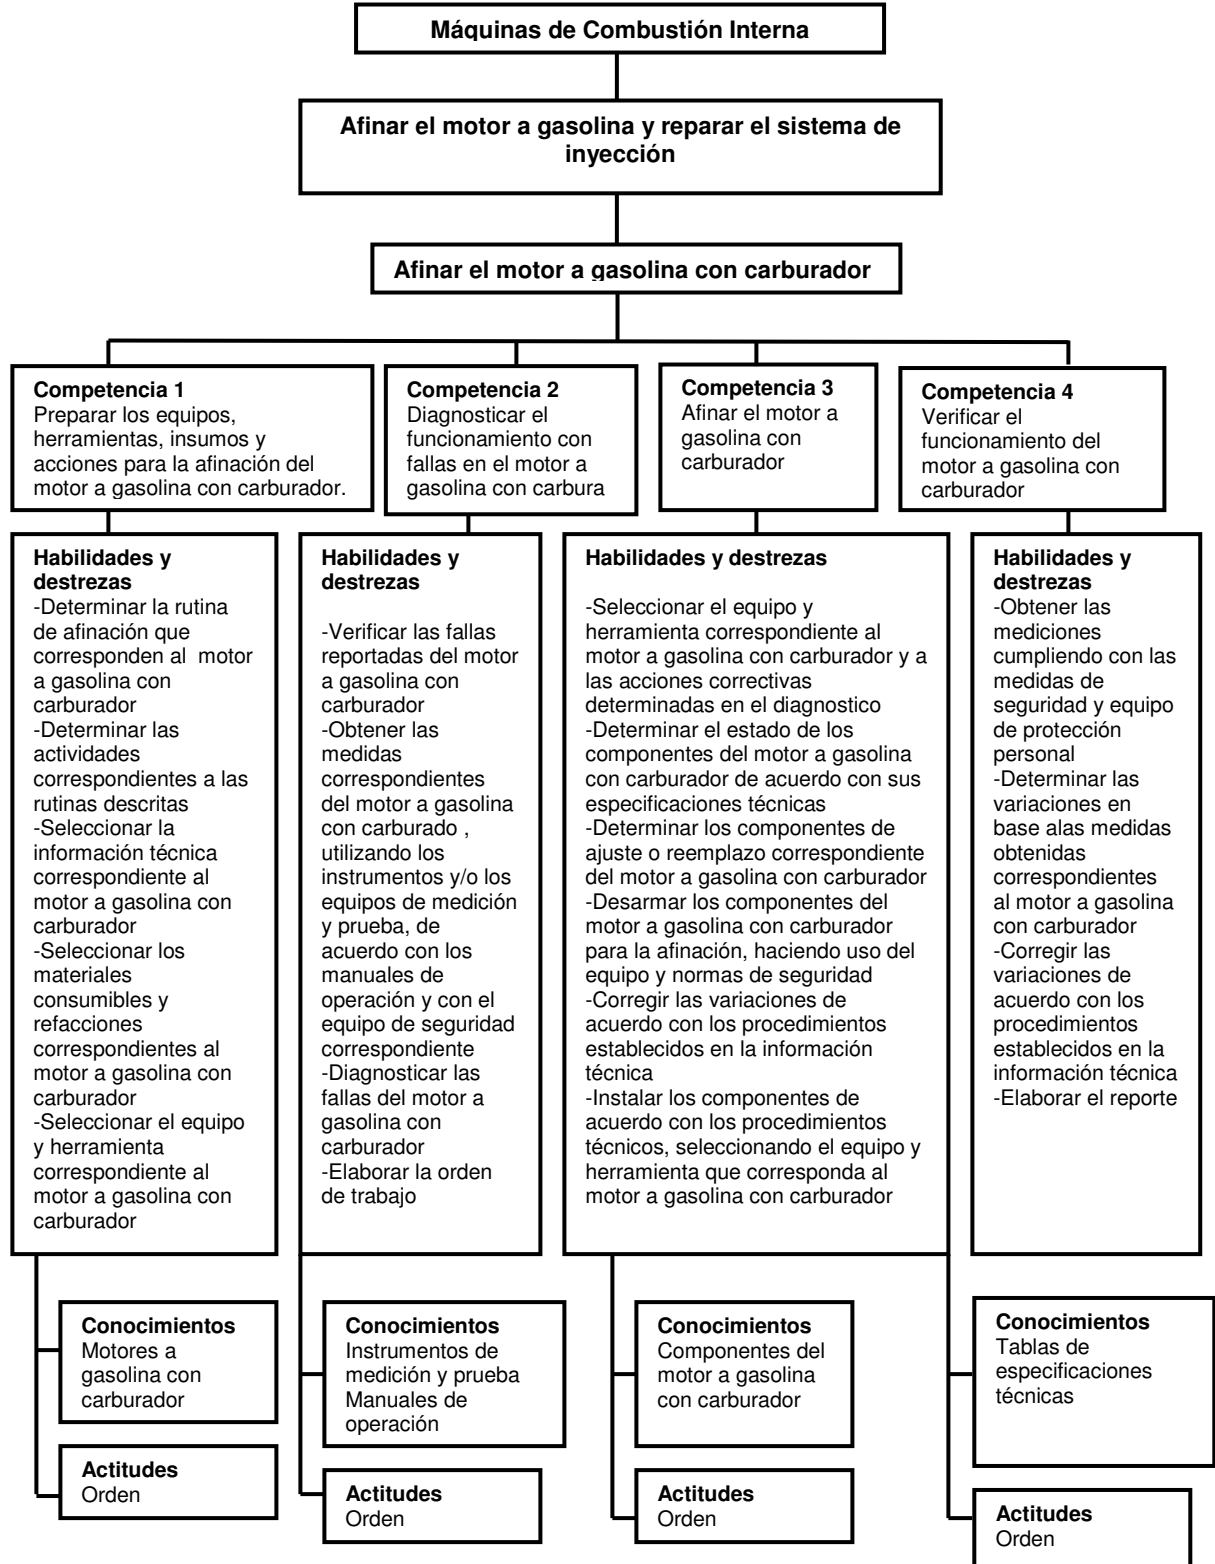 Máquinas de Combustión Interna
Afinar el motor a gasolina y reparar el sistema de
inyección
Afinar el motor a gasolina con carburador
Competencia 1
Preparar los equipos,
herramientas, insumos y
acciones para la afinación del
motor a gasolina con carburador.
Competencia 2
Diagnosticar el
funcionamiento con
fallas en el motor a
gasolina con carbura
Competencia 3
Afinar el motor a
gasolina con
carburador
Competencia 4
Verificar el
funcionamiento del
motor a gasolina con
carburador
Habilidades y
destrezas
-Determinar la rutina
de afinación que
corresponden al  motor
a gasolina con
carburador
-Determinar las
actividades
correspondientes a las
rutinas descritas
-Seleccionar la
información técnica
correspondiente al
motor a gasolina con
carburador
-Seleccionar los
materiales
consumibles y
refacciones
correspondientes al
motor a gasolina con
carburador
-Seleccionar el equipo
y herramienta
correspondiente al
motor a gasolina con
carburador
Habilidades y
destrezas
-Verificar las fallas
reportadas del motor
a gasolina con
carburador
-Obtener las
medidas
correspondientes
del motor a gasolina
con carburado ,
utilizando los
instrumentos y/o los
equipos de medición
y prueba, de
acuerdo con los
manuales de
operación y con el
equipo de seguridad
correspondiente
-Diagnosticar las
fallas del motor a
gasolina con
carburador
-Elaborar la orden
de trabajo
Habilidades y destrezas
-Seleccionar el equipo y
herramienta correspondiente al
motor a gasolina con carburador y a
las acciones correctivas
determinadas en el diagnostico
-Determinar el estado de los
componentes del motor a gasolina
con carburador de acuerdo con sus
especificaciones técnicas
-Determinar los componentes de
ajuste o reemplazo correspondiente
del motor a gasolina con carburador
-Desarmar los componentes del
motor a gasolina con carburador
para la afinación, haciendo uso del
equipo y normas de seguridad
-Corregir las variaciones de
acuerdo con los procedimientos
establecidos en la información
técnica
-Instalar los componentes de
acuerdo con los procedimientos
técnicos, seleccionando el equipo y
herramienta que corresponda al
motor a gasolina con carburador
Habilidades y
destrezas
-Obtener las
mediciones
cumpliendo con las
medidas de
seguridad y equipo
de protección
personal
-Determinar las
variaciones en
base alas medidas
obtenidas
correspondientes
al motor a gasolina
con carburador
-Corregir las
variaciones de
acuerdo con los
procedimientos
establecidos en la
información técnica
-Elaborar el reporte
Conocimientos
Motores a
gasolina con
carburador
Conocimientos
Instrumentos de
medición y prueba
Manuales de
operación
Conocimientos
Componentes del
motor a gasolina
con carburador
Conocimientos
Tablas de
especificaciones
técnicas
Actitudes
Orden
Actitudes
Orden
Actitudes
Orden
Actitudes
Orden